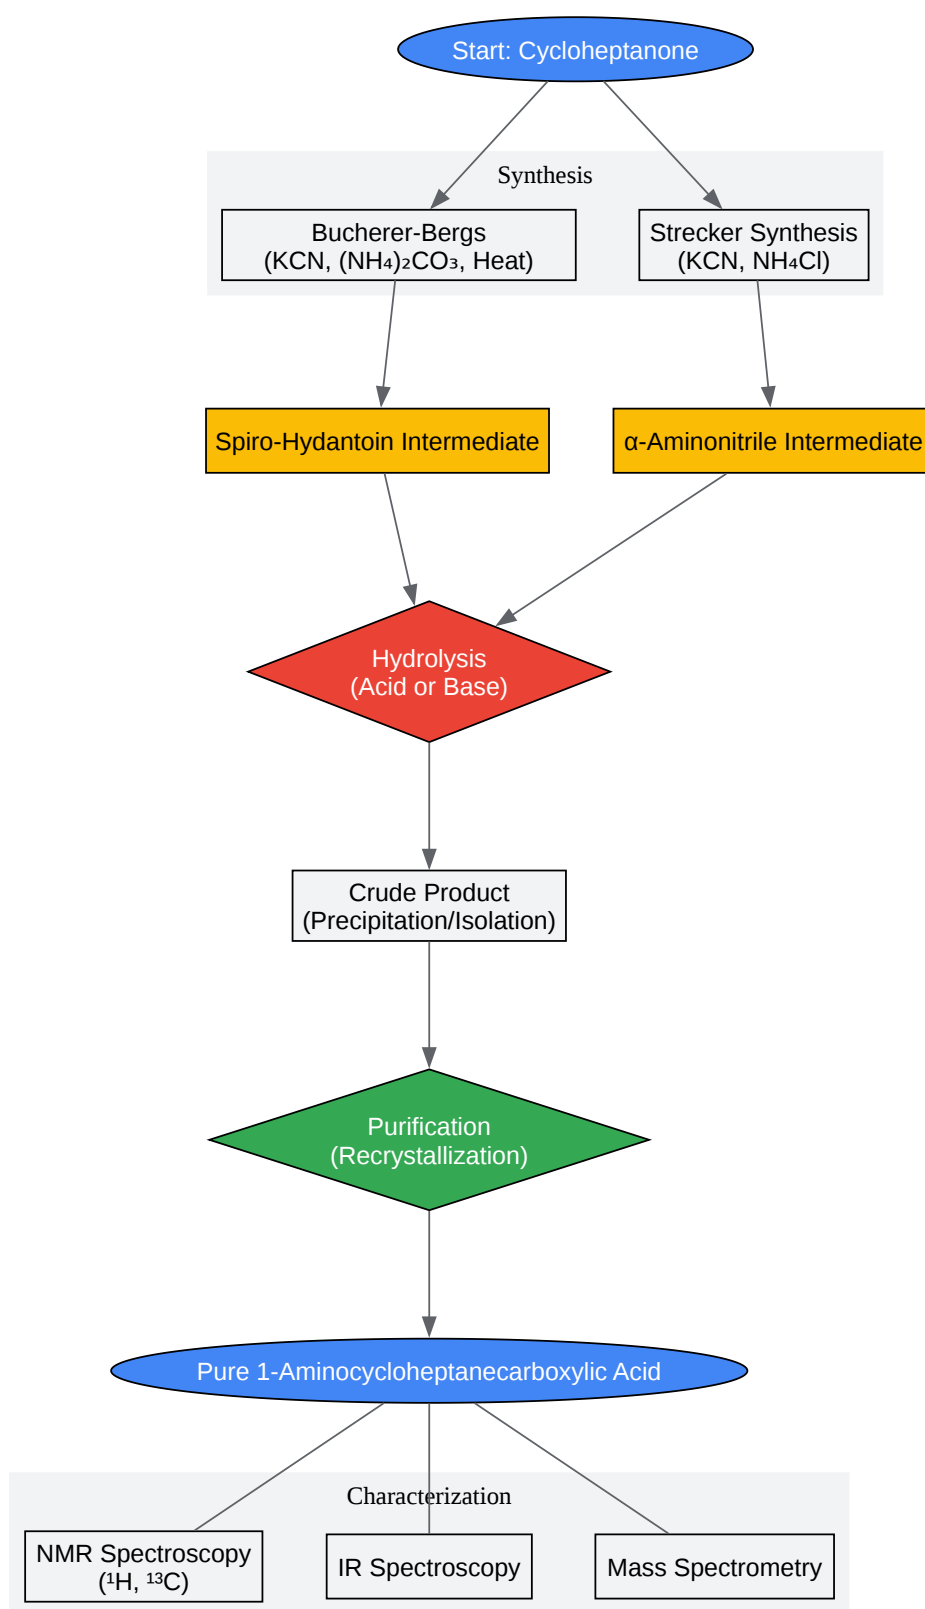 Start: Cycloheptanone
Synthesis
Bucherer-Bergs
(KCN, (NH₄)₂CO₃, Heat)
Strecker Synthesis
(KCN, NH₄Cl)
Spiro-Hydantoin Intermediate
α-Aminonitrile Intermediate
Hydrolysis
(Acid or Base)
Crude Product
(Precipitation/Isolation)
Purification
(Recrystallization)
Pure 1-Aminocycloheptanecarboxylic Acid
Characterization
NMR Spectroscopy
(¹H, ¹³C)
IR Spectroscopy
Mass Spectrometry